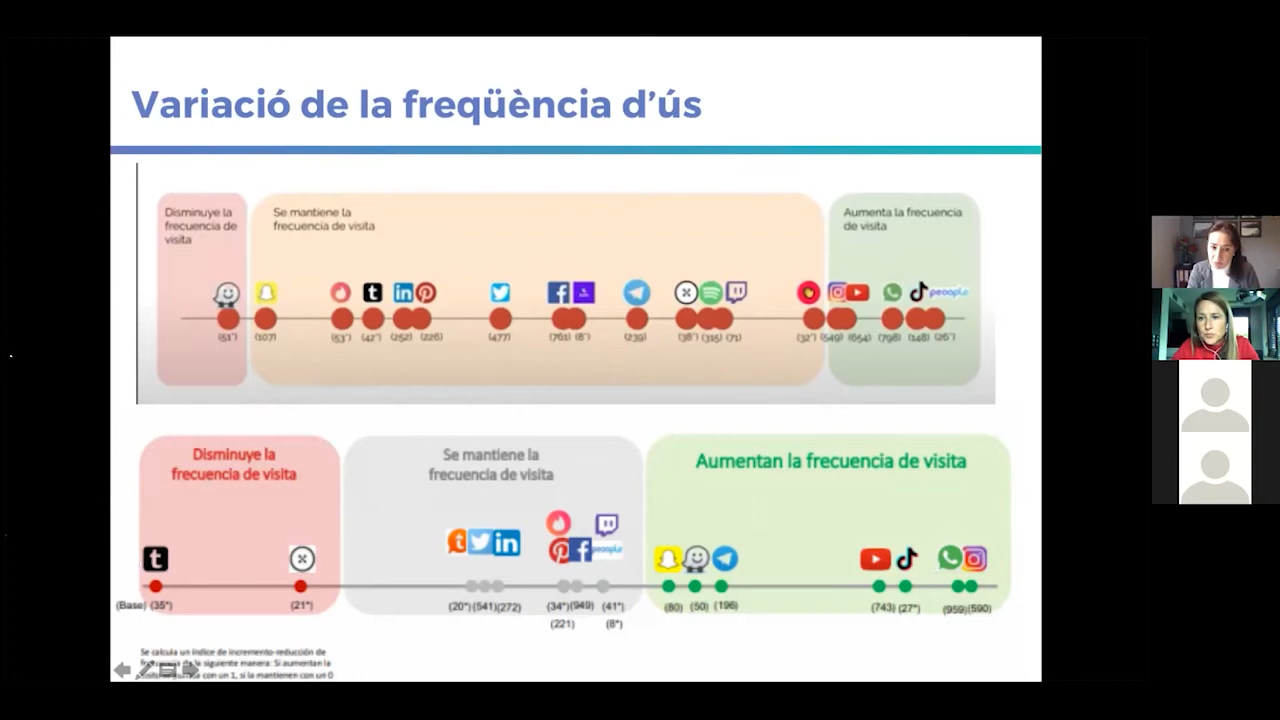 Variació de la freqüència d'ús
Disminuye la
frecuencia de
visita
Se mantiene la
frecuencia de visita
Aumenta la frecuencia
de visita
peoople
(51*) (107) (53*) (42*) (252) (226) (477) (761) (8*) (239) (38*) (315) (71) (32*) (549) (654) (798) (148) (26*)
Disminuye la
frecuencia de visita
Se mantiene la
frecuencia de visita
Aumentan la frecuencia de visita
peoople
(Base) (35*) (21*) (20*) (541) (272) (34*) (949) (41*) (80) (50) (196) (743) (27*) (959) (590)
(221) (8*)
Se calcula un índice de incremento-reducción de
de la siguiente manera: Si aumentan la
con un 1, si la mantienen con un 0